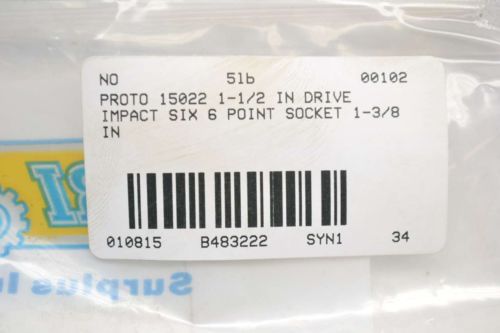 NO 5lb 00102
PROTO 15022 1-1/2 IN DRIVE
IMPACT SIX 6 POINT SOCKET 1-3/8
IN
010815 B483222 SYN1 34
Surplus